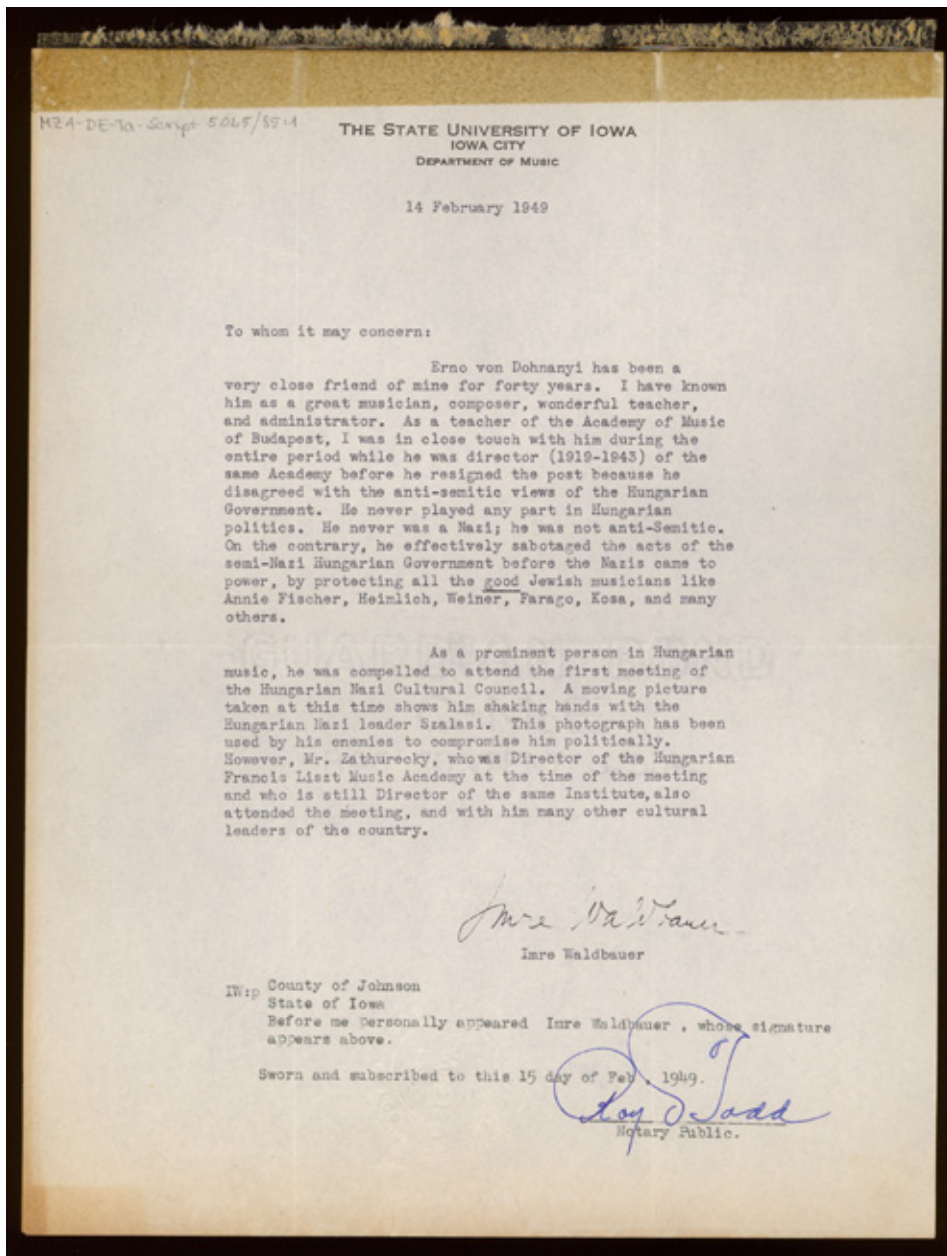 MZA-DE-Ta-Script 5.025/85:1
THE STATE UNIVERSITY OF IOWA
IOWA CITY
DEPARTMENT OF MUSIC
14 February 1949
To whom it may concern:
Erno von Dohnanyi has been a
very close friend of mine for forty years. I have known
him as a great musician, composer, wonderful teacher,
and administrator. As a teacher of the Academy of Music
of Budapest, I was in close touch with him during the
entire period while he was director (1919-1943) of the
same Academy before he resigned the post because he
disagreed with the anti-semitic views of the Hungarian
Government. He never played any part in Hungarian
politics. He never was a Nazi; he was not anti-Semitic.
On the contrary, he effectively sabotaged the acts of the
semi-Nazi Hungarian Government before the Nazis came to
power, by protecting all the good Jewish musicians like
Annie Fischer, Heimlich, Weiner, Farago, Kosa, and many
others.
As a prominent person in Hungarian
music, he was compelled to attend the first meeting of
the Hungarian Nazi Cultural Council. A moving picture
taken at this time shows him shaking hands with the
Hungarian Nazi leader Szalasi. This photograph has been
used by his enemies to compromise him politically.
However, Mr. Zathurecky, who was Director of the Hungarian
Francis Liszt Music Academy at the time of the meeting
and who is still Director of the same Institute, also
attended the meeting, and with him many other cultural
leaders of the country.
Imre Waldbauer
Imre Waldbauer
IW:p County of Johnson
State of Iowa
Before me personally appeared Imre Waldbauer , whose signature
appears above.
Sworn and subscribed to this 15 day of Feb , 1949.
Roy S Todd
Notary Public.